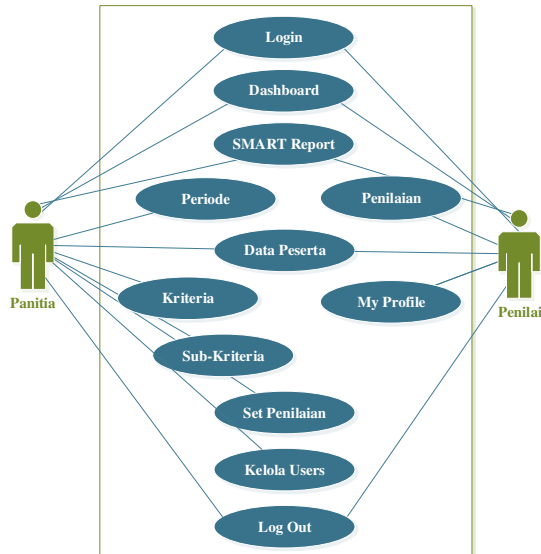 Login
Dashboard
SMART Report
Periode
Penilaian
Data Peserta
Panitia
Kriteria
My Profile
Penilai
Sub-Kriteria
Set Penilaian
Kelola Users
Log Out